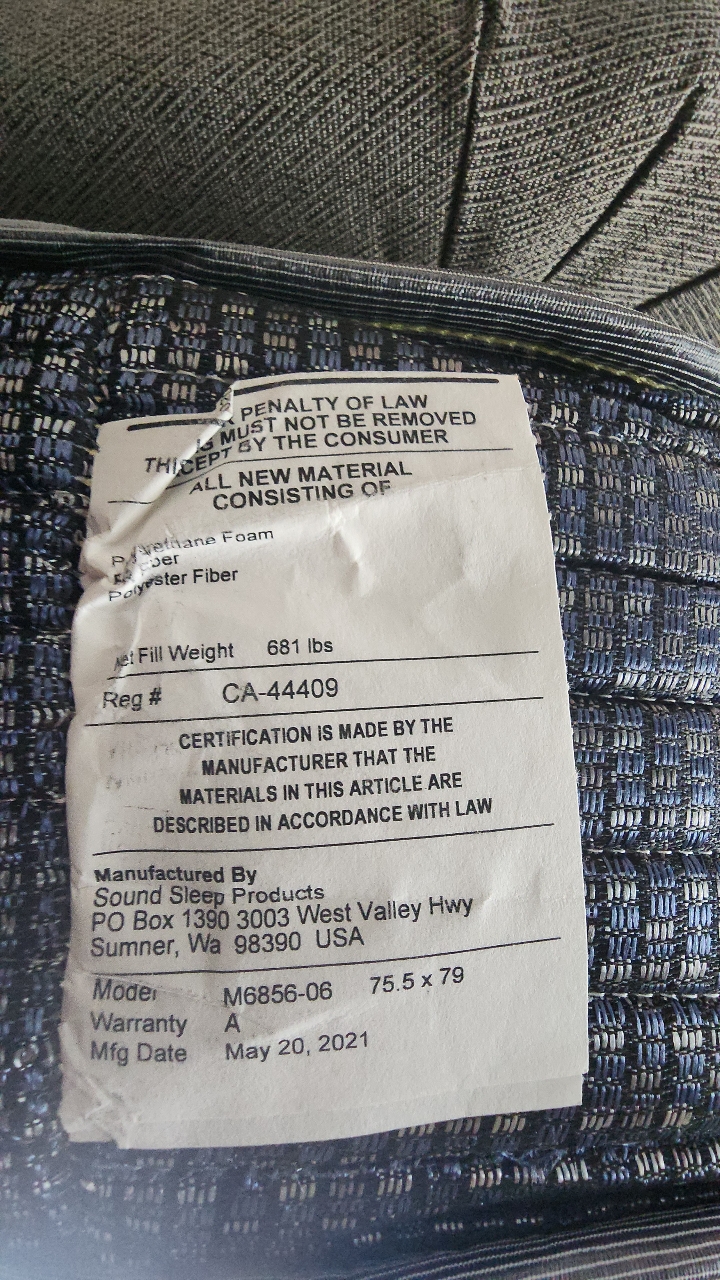 PENALTY OF LAW
MUST NOT BE REMOVED
BY THE CONSUMER
ALL NEW MATERIAL
CONSISTING OF
Foam
Polyester Fiber
Fill Weight 681 lbs
Reg # CA-44409
CERTIFICATION IS MADE BY THE
MANUFACTURER THAT THE
MATERIALS IN THIS ARTICLE ARE
DESCRIBED IN ACCORDANCE WITH LAW
Manufactured By
Sound Sleep Products
PO Box 1390 3003 West Valley Hwy
Sumner, Wa 98390 USA
Model M6856-06 75.5 x 79
Warranty A
Mfg Date May 20, 2021